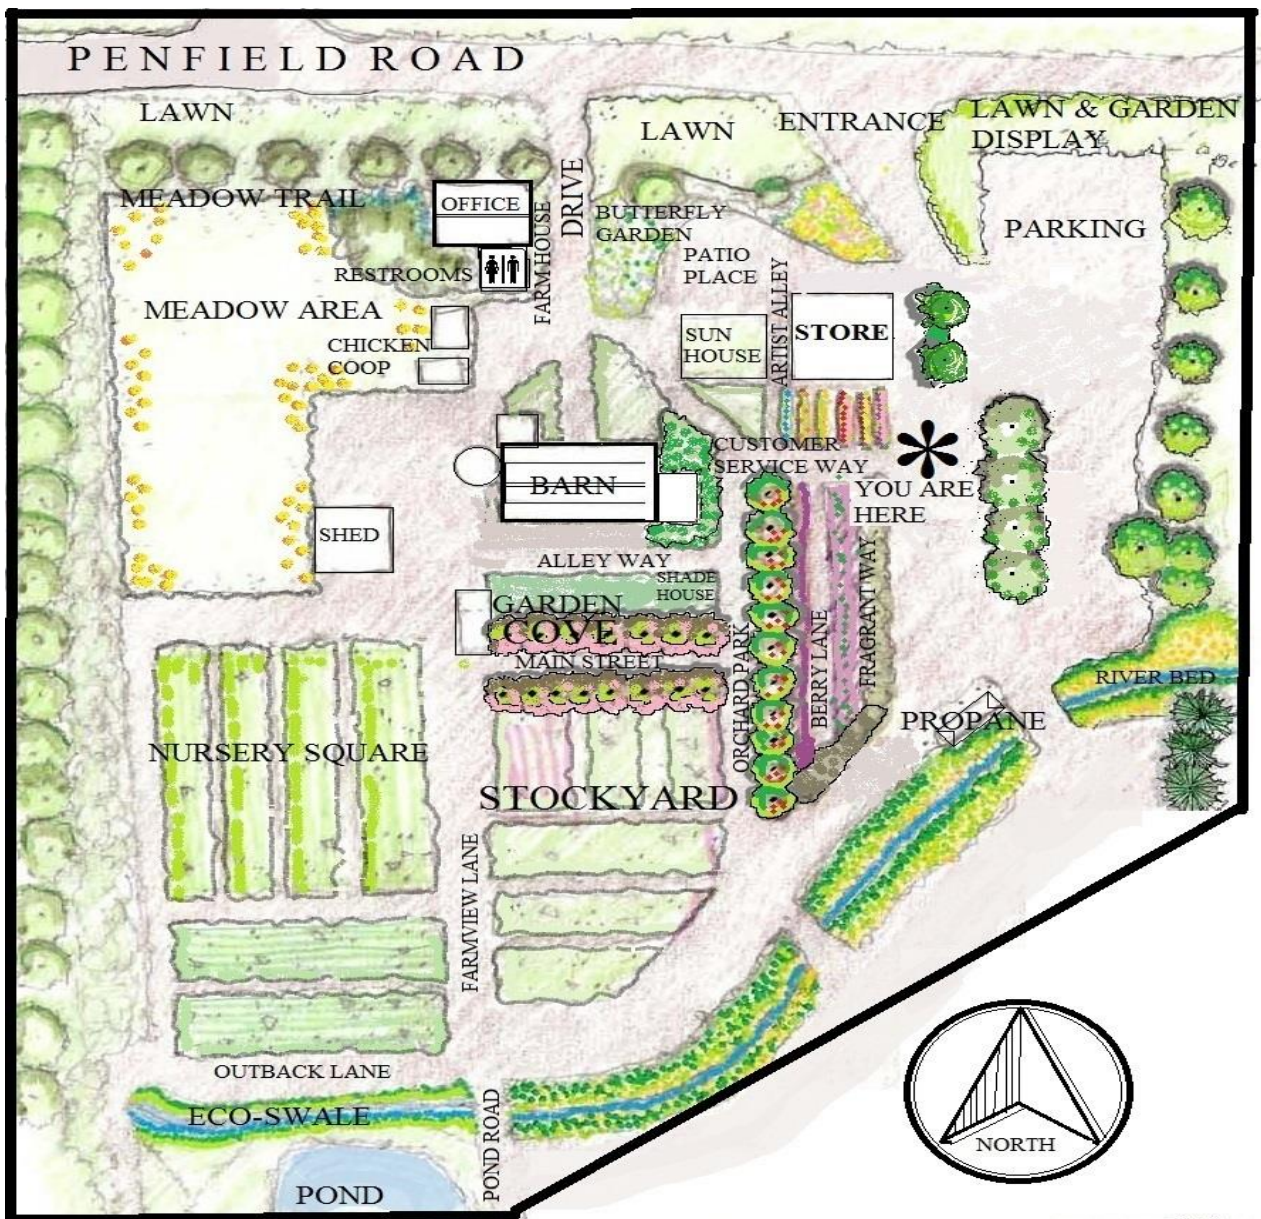 PENFIELD ROAD
LAWN
LAWN
ENTRANCE
LAWN & GARDEN
DISPLAY
MEADOW TRAIL
OFFICE
FARM HOUSE
DRIVE
BUTTERFLY
GARDEN
PATIO
PLACE
PARKING
RESTROOMS
MEADOW AREA
CHICKEN
COOP
SUN
HOUSE
ARTIST ALLEY
STORE
CUSTOMER
SERVICE WAY
YOU ARE
HERE
BARN
SHED
ALLEY WAY
SHADE
HOUSE
GARDEN
COVE
MAIN STREET
ORCHARD PARK
BERRY LANE
FRAGRANT WAY
RIVER BED
PROPANE
NURSERY SQUARE
STOCKYARD
FARMVIEW LANE
OUTBACK LANE
ECO-SWALE
POND ROAD
POND
NORTH